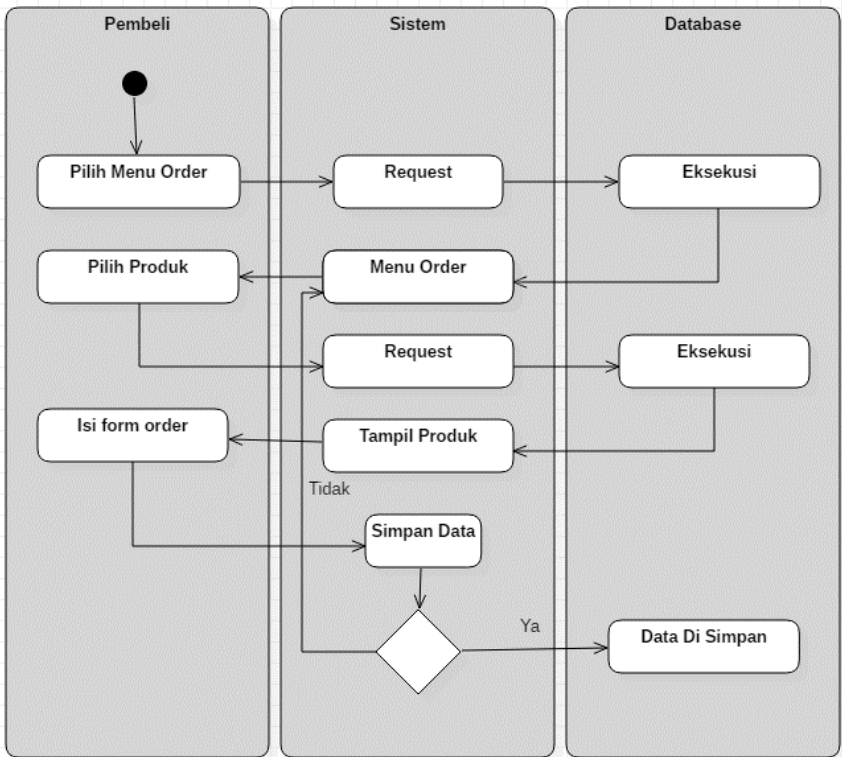 Pembeli
Sistem
Database
Pilih Menu Order
Request
Eksekusi
Pilih Produk
Menu Order
Request
Eksekusi
Isi form order
Tampil Produk
Tidak
Simpan Data
Ya
Data Di Simpan